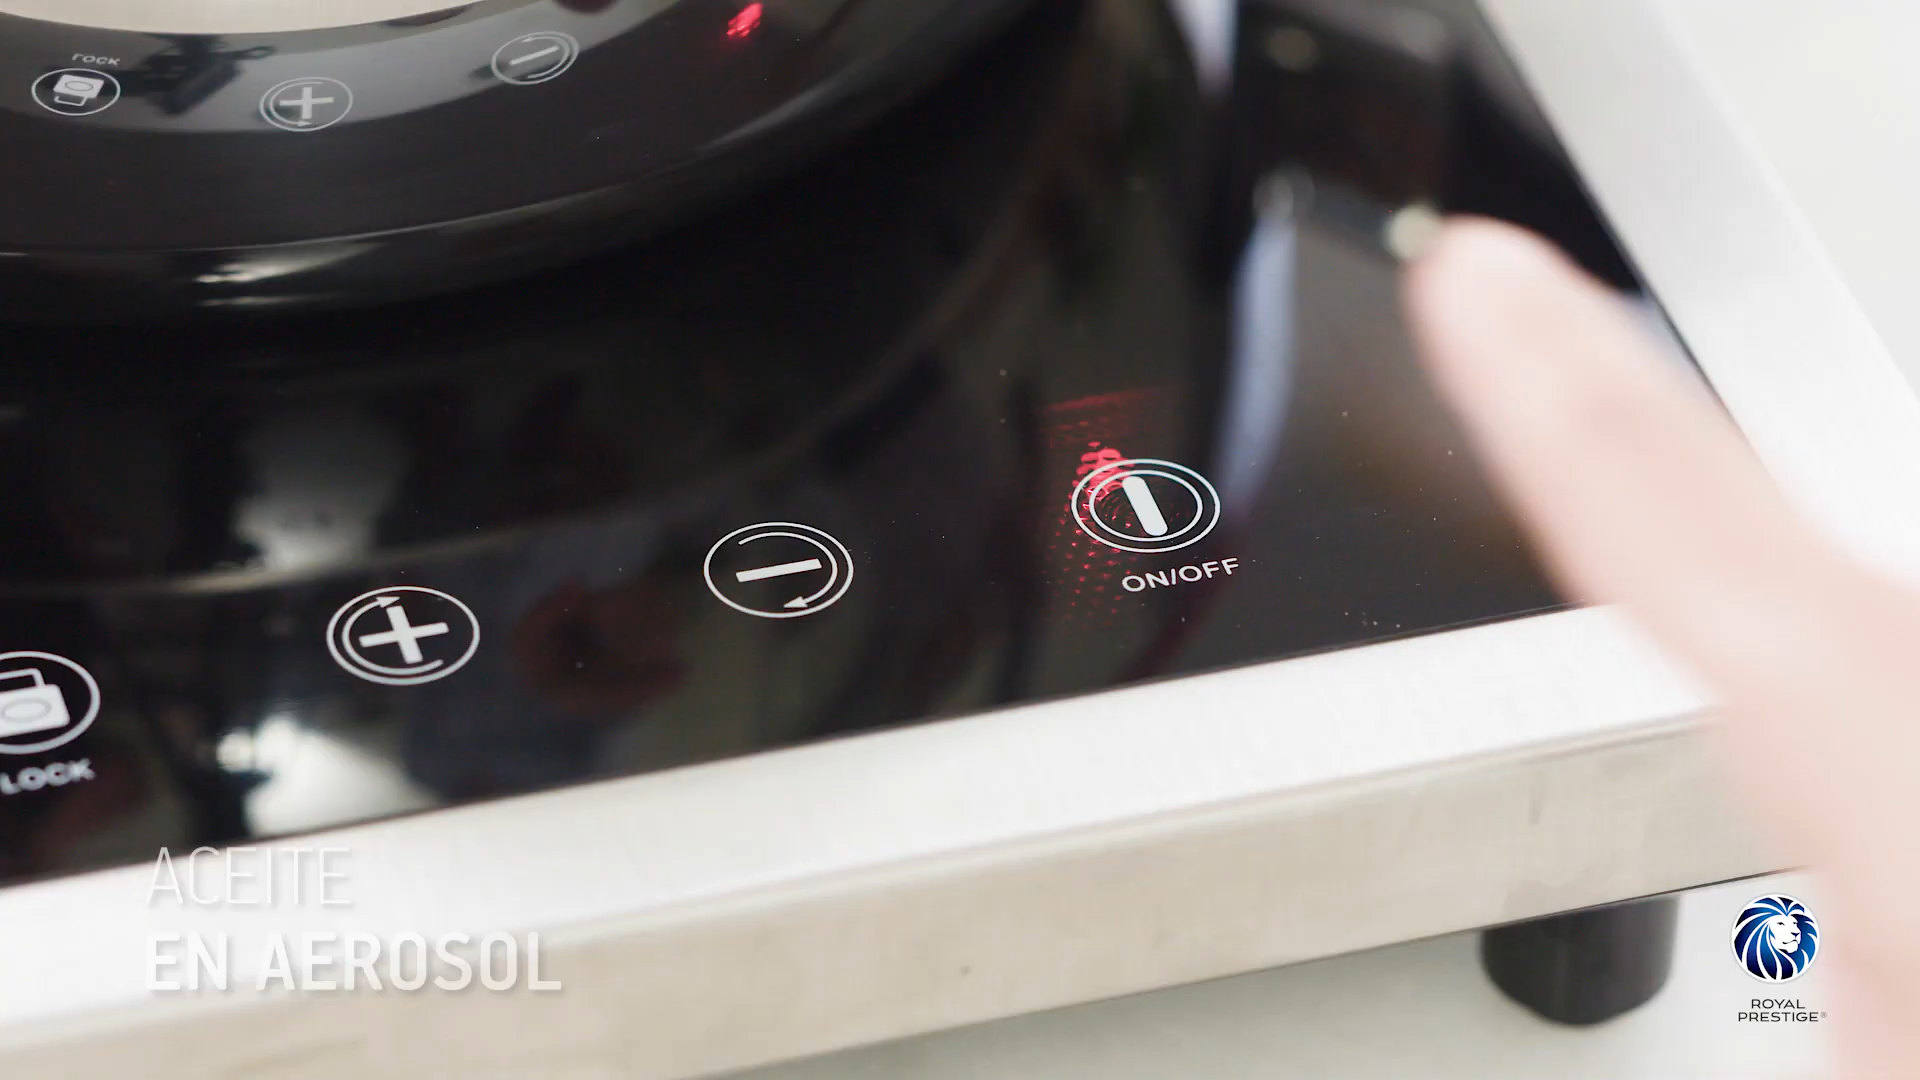 LOCK
ON/OFF
LOCK
ACEITE
EN AEROSOL
ROYAL
PRESTIGE®